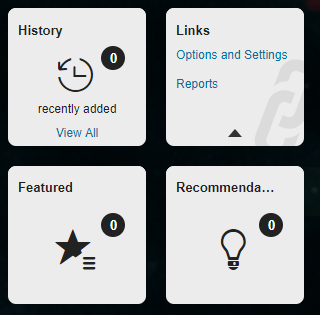 History
0
recently added
View All
Links
Options and Settings
Reports
Featured
0
Recommenda...
0